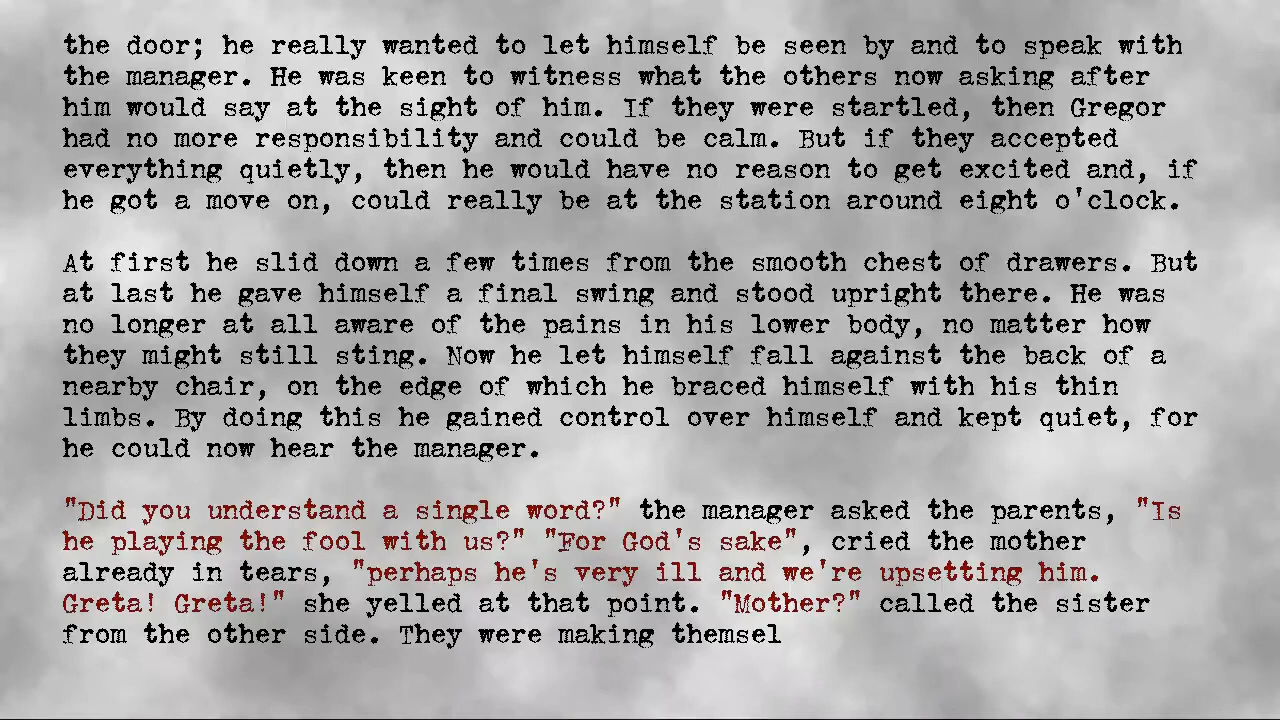 the door; he really wanted to let himself be seen by and to speak with
the manager. He was keen to witness what the others now asking after
him would say at the sight of him. If they were startled, then Gregor
had no more responsibility and could be calm. But if they accepted
everything quietly, then he would have no reason to get excited and, if
he got a move on, could really be at the station around eight o'clock.

At first he slid down a few times from the smooth chest of drawers. But
at last he gave himself a final swing and stood upright there. He was
no longer at all aware of the pains in his lower body, no matter how
they might still sting. Now he let himself fall against the back of a
nearby chair, on the edge of which he braced himself with his thin
limbs. By doing this he gained control over himself and kept quiet, for
he could now hear the manager.

"Did you understand a single word?" the manager asked the parents, "Is
he playing the fool with us?" "For God's sake", cried the mother
already in tears, "perhaps he's very ill and we're upsetting him.
Greta! Greta!" she yelled at that point. "Mother?" called the sister
from the other side. They were making themsel